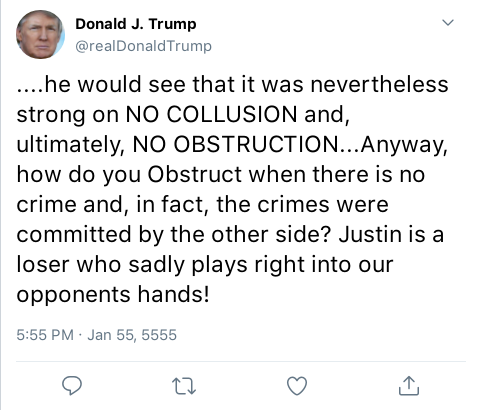 Donald J. Trump
@realDonaldTrump
....he would see that it was nevertheless
strong on NO COLLUSION and,
ultimately, NO OBSTRUCTION...Anyway,
how do you Obstruct when there is no
crime and, in fact, the crimes were
committed by the other side? Justin is a
loser who sadly plays right into our
opponents hands!
5:55 PM · Jan 55, 5555